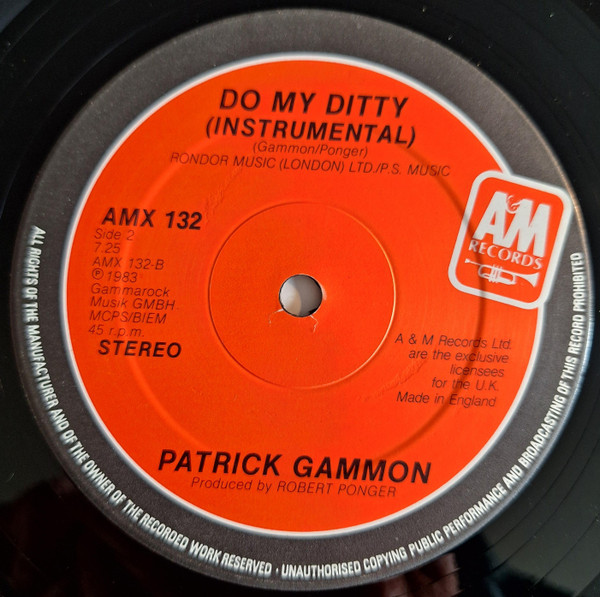 DO MY DITTY
(INSTRUMENTAL)
(Gammon/Ponger)
RONDOR MUSIC (LONDON) LTD./P.S. MUSIC
AMX 132
Side 2
7.25
AMX 132-B
℗ 1983
Gammarock
Musik GMBH
MCPS/BIEM
45 r.p.m.
STEREO
A&M
RECORDS
A & M Records Ltd.
are the exclusive
licensees
for the U.K.
Made in England
PATRICK GAMMON
Produced by ROBERT PONGER
ALL RIGHTS OF THE MANUFACTURER AND OF THE OWNER OF THE RECORDED WORK RESERVED · UNAUTHORISED COPYING PUBLIC PERFORMANCE AND BROADCASTING OF THIS RECORD PROHIBITED